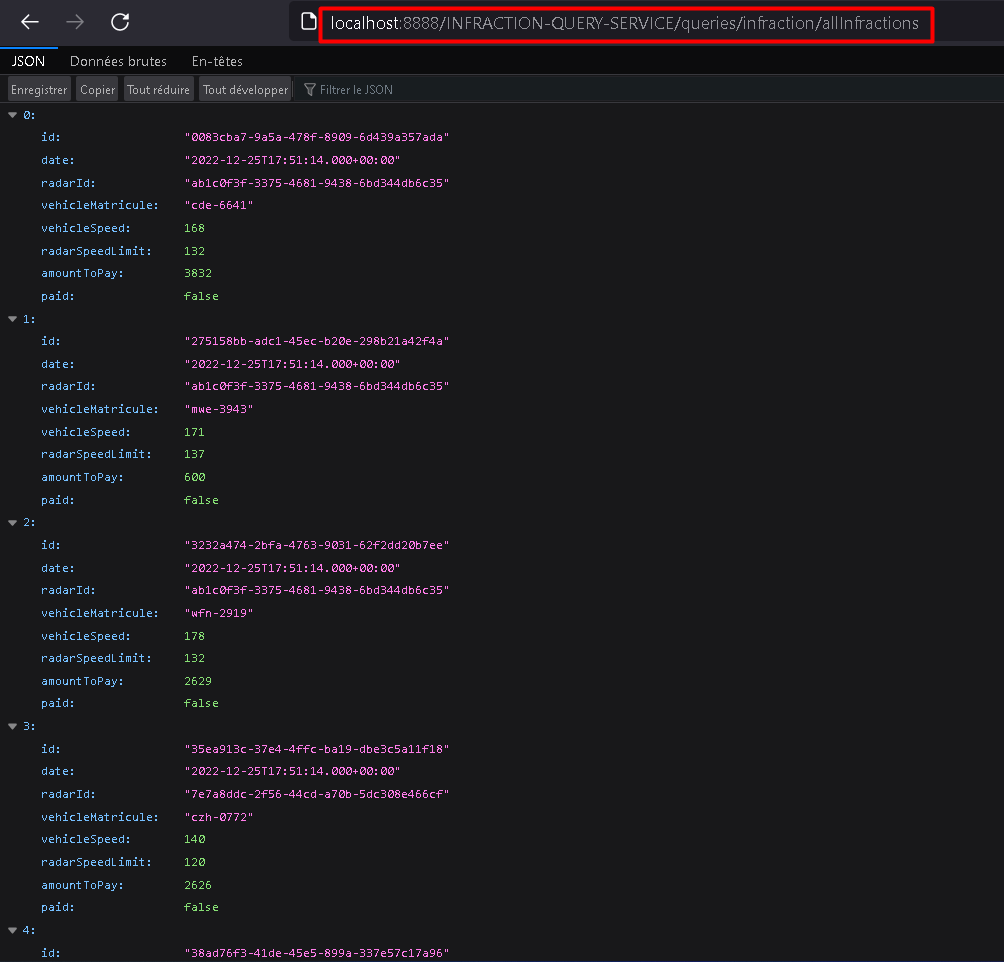 localhost:8888/INFRACTION-QUERY-SERVICE/queries/infraction/allInfractions
JSON Données brutes En-têtes
Enregistrer Copier Tout réduire Tout développer Filtrer le JSON
0:
id: "0083cba7-9a5a-478f-8909-6d439a357ada"
date: "2022-12-25T17:51:14.000+00:00"
radarId: "ab1c0f3f-3375-4681-9438-6bd344db6c35"
vehicleMatricule: "cde-6641"
vehicleSpeed: 168
radarSpeedLimit: 132
amountToPay: 3832
paid: false
1:
id: "275158bb-adc1-45ec-b20e-298b21a42f4a"
date: "2022-12-25T17:51:14.000+00:00"
radarId: "ab1c0f3f-3375-4681-9438-6bd344db6c35"
vehicleMatricule: "mwe-3943"
vehicleSpeed: 171
radarSpeedLimit: 137
amountToPay: 600
paid: false
2:
id: "3232a474-2bfa-4763-9031-62f2dd20b7ee"
date: "2022-12-25T17:51:14.000+00:00"
radarId: "ab1c0f3f-3375-4681-9438-6bd344db6c35"
vehicleMatricule: "wfn-2919"
vehicleSpeed: 178
radarSpeedLimit: 132
amountToPay: 2629
paid: false
3:
id: "35ea913c-37e4-4ffc-ba19-dbe3c5a11f18"
date: "2022-12-25T17:51:14.000+00:00"
radarId: "7e7a8ddc-2f56-44cd-a70b-5dc308e466cf"
vehicleMatricule: "czh-0772"
vehicleSpeed: 140
radarSpeedLimit: 120
amountToPay: 2626
paid: false
4:
id: "38ad76f3-41de-45e5-899a-337e57c17a96"